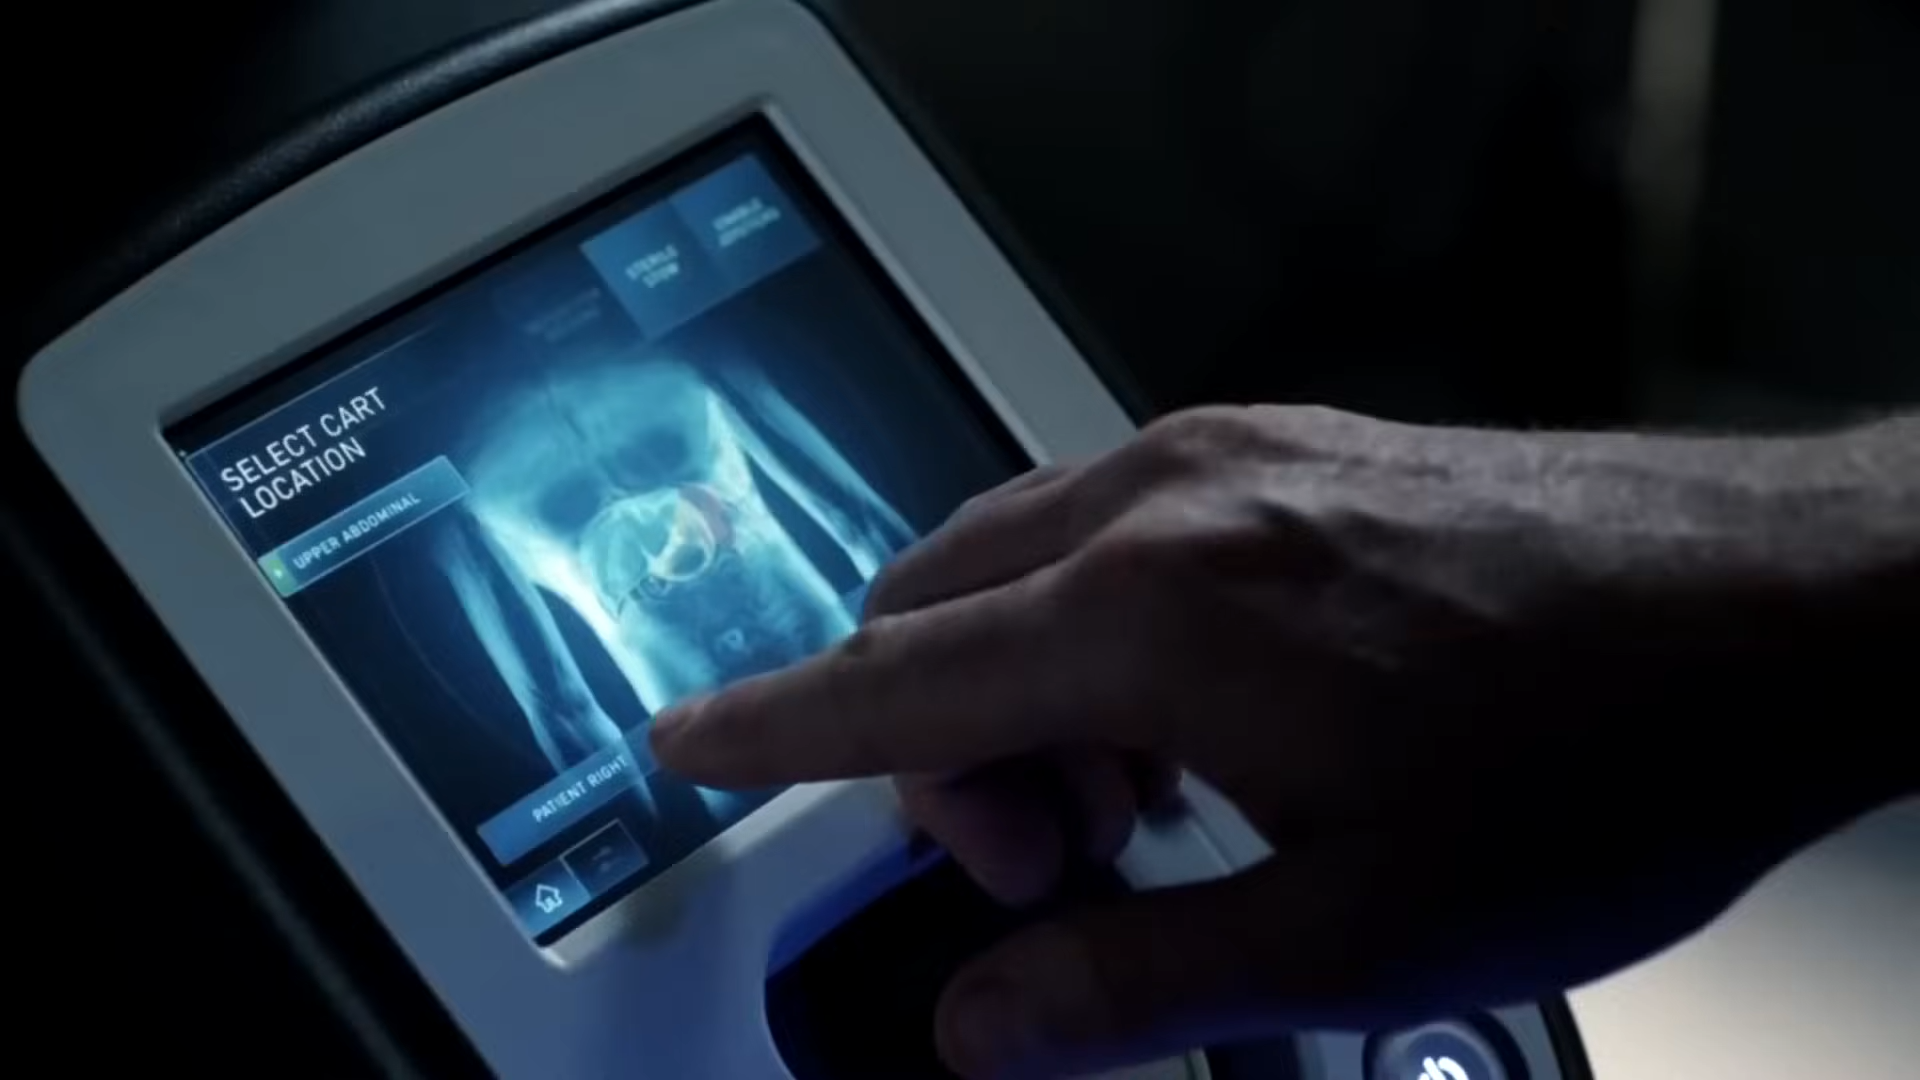 STERILE
STOW
SELECT CART
LOCATION
UPPER ABDOMINAL
PATIENT RIGHT